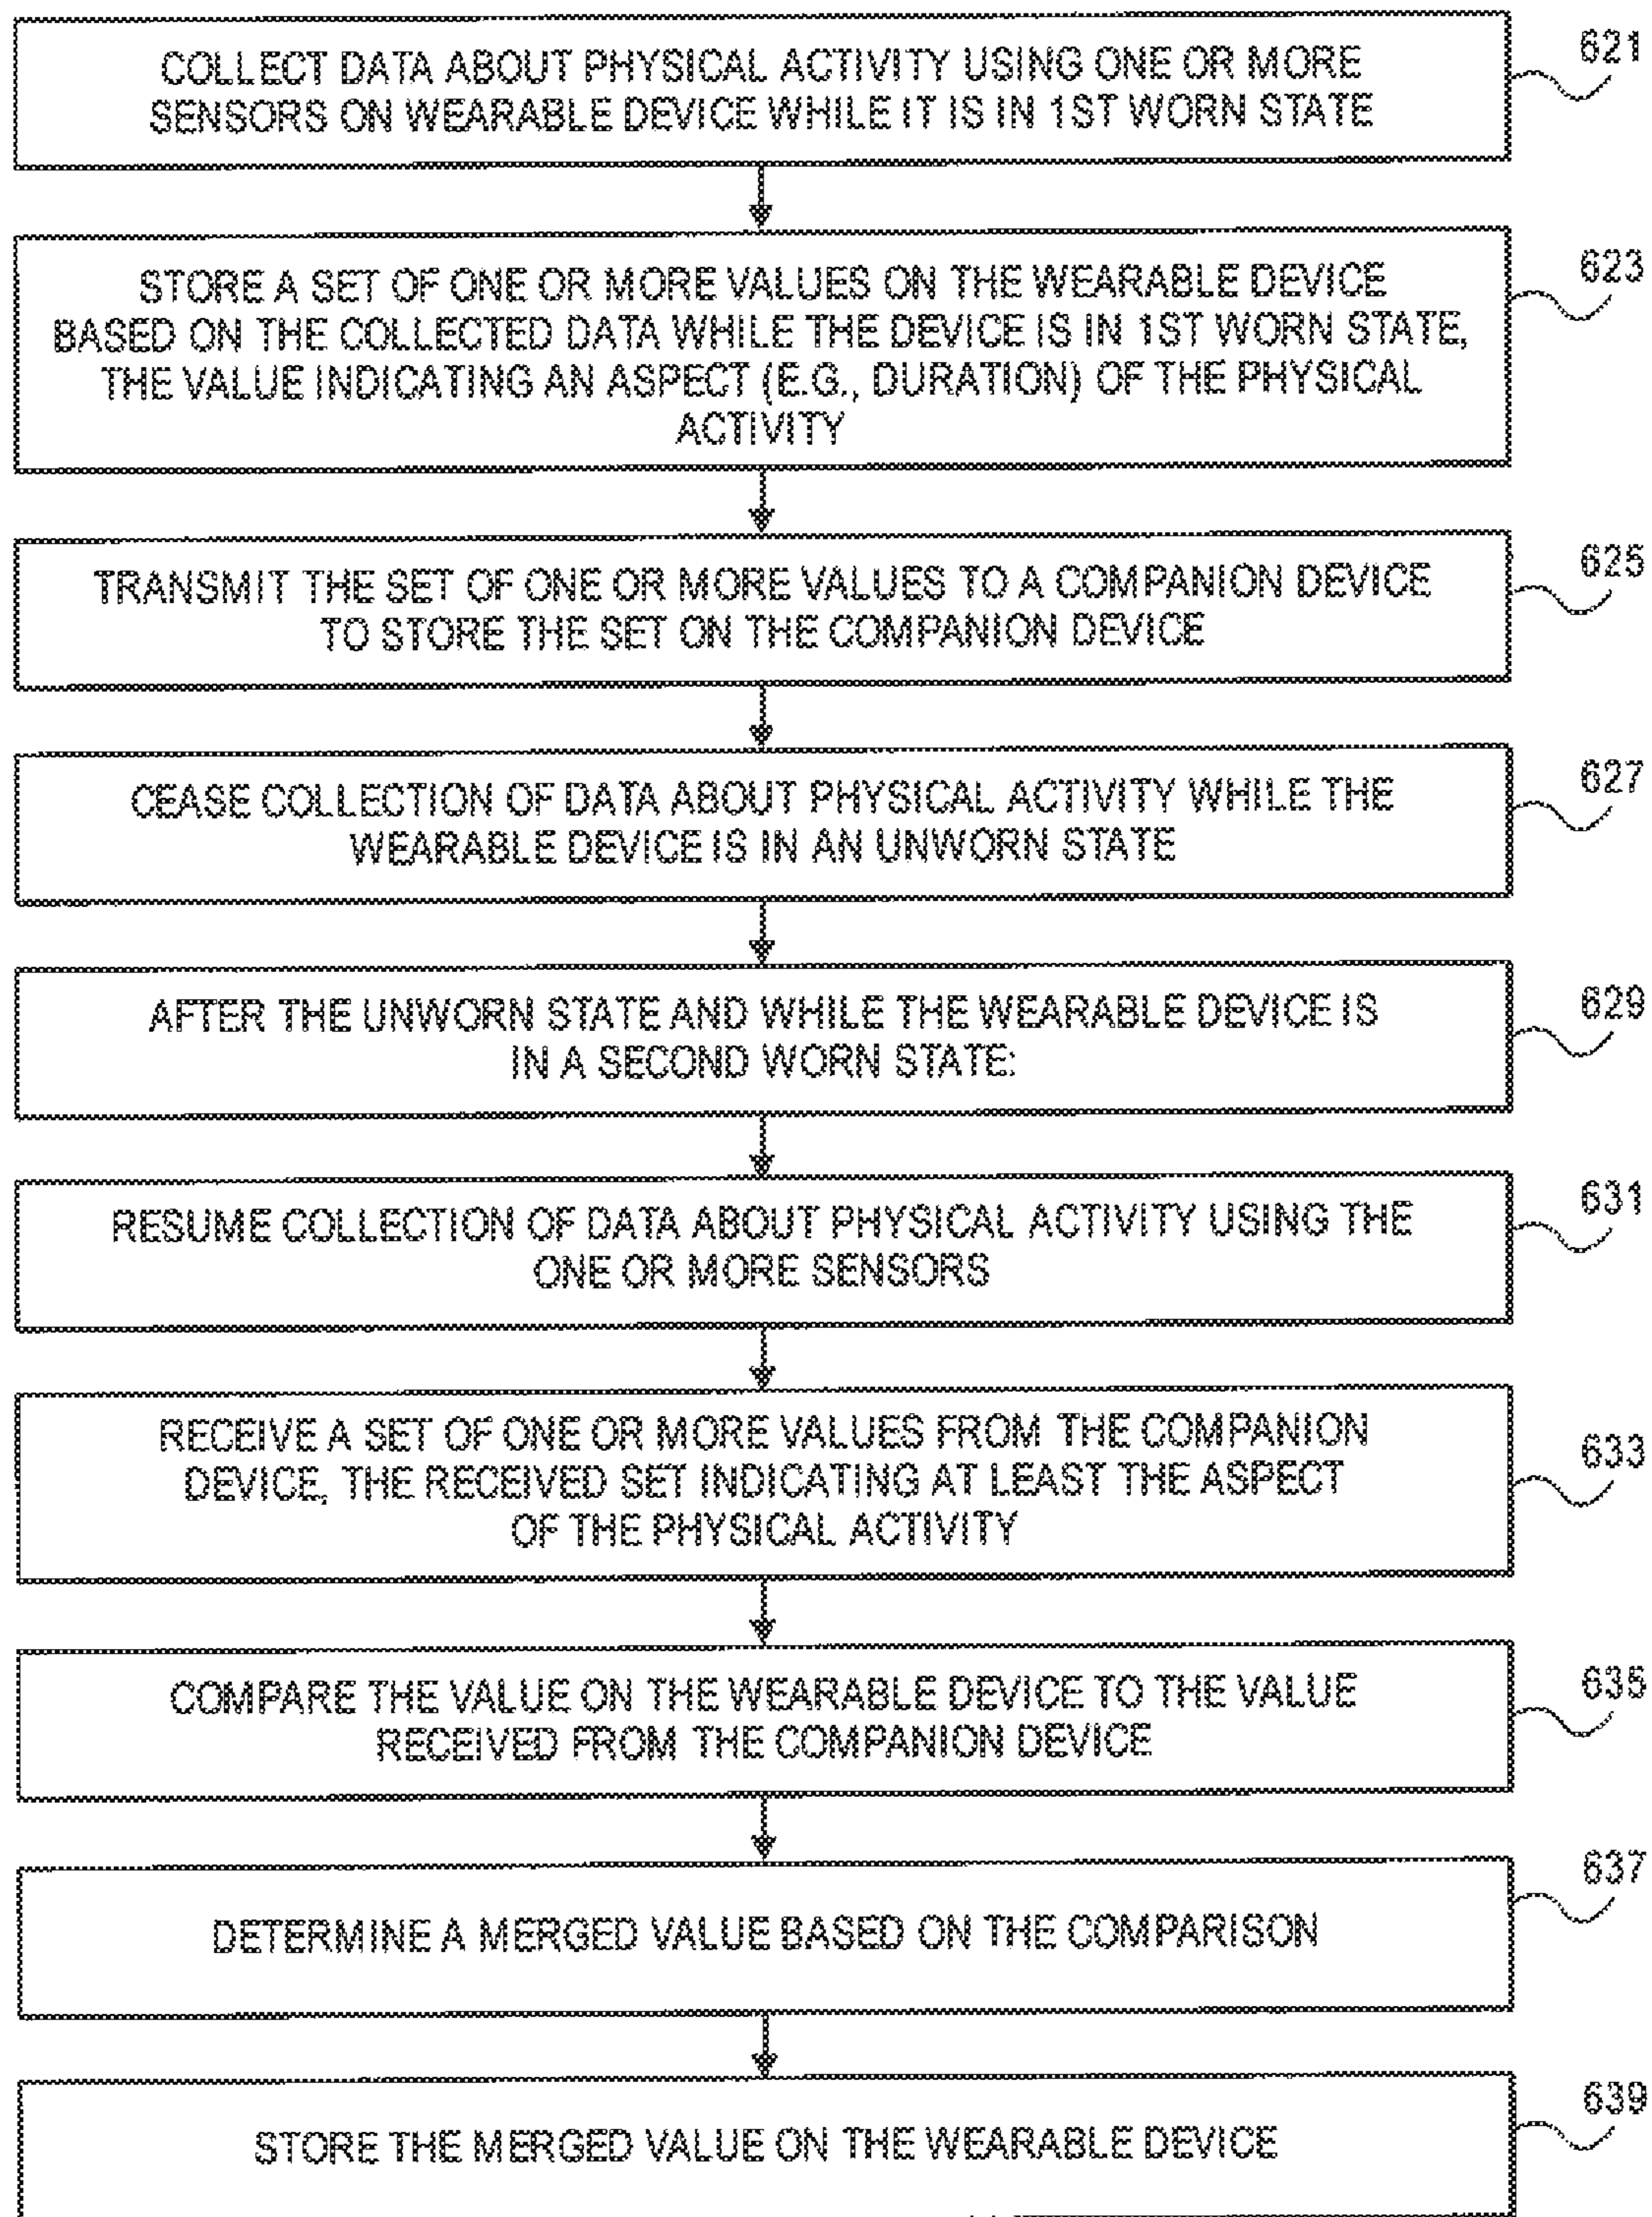 COLLECT DATA ABOUT PHYSICAL ACTIVITY USING ONE OR MORE
SENSORS ON WEARABLE DEVICE WHILE IT IS IN 1ST WORN STATE
621
STORE A SET OF ONE OR MORE VALUES ON THE WEARABLE DEVICE
BASED ON THE COLLECTED DATA WHILE THE DEVICE IS IN 1ST WORN STATE,
THE VALUE INDICATING AN ASPECT (E.G., DURATION) OF THE PHYSICAL
ACTIVITY
623
TRANSMIT THE SET OF ONE OR MORE VALUES TO A COMPANION DEVICE
TO STORE THE SET ON THE COMPANION DEVICE
625
CEASE COLLECTION OF DATA ABOUT PHYSICAL ACTIVITY WHILE THE
WEARABLE DEVICE IS IN AN UNWORN STATE
627
AFTER THE UNWORN STATE AND WHILE THE WEARABLE DEVICE IS
IN A SECOND WORN STATE:
629
RESUME COLLECTION OF DATA ABOUT PHYSICAL ACTIVITY USING THE
ONE OR MORE SENSORS
631
RECEIVE A SET OF ONE OR MORE VALUES FROM THE COMPANION
DEVICE, THE RECEIVED SET INDICATING AT LEAST THE ASPECT
OF THE PHYSICAL ACTIVITY
633
COMPARE THE VALUE ON THE WEARABLE DEVICE TO THE VALUE
RECEIVED FROM THE COMPANION DEVICE
635
DETERMINE A MERGED VALUE BASED ON THE COMPARISON
637
STORE THE MERGED VALUE ON THE WEARABLE DEVICE
639